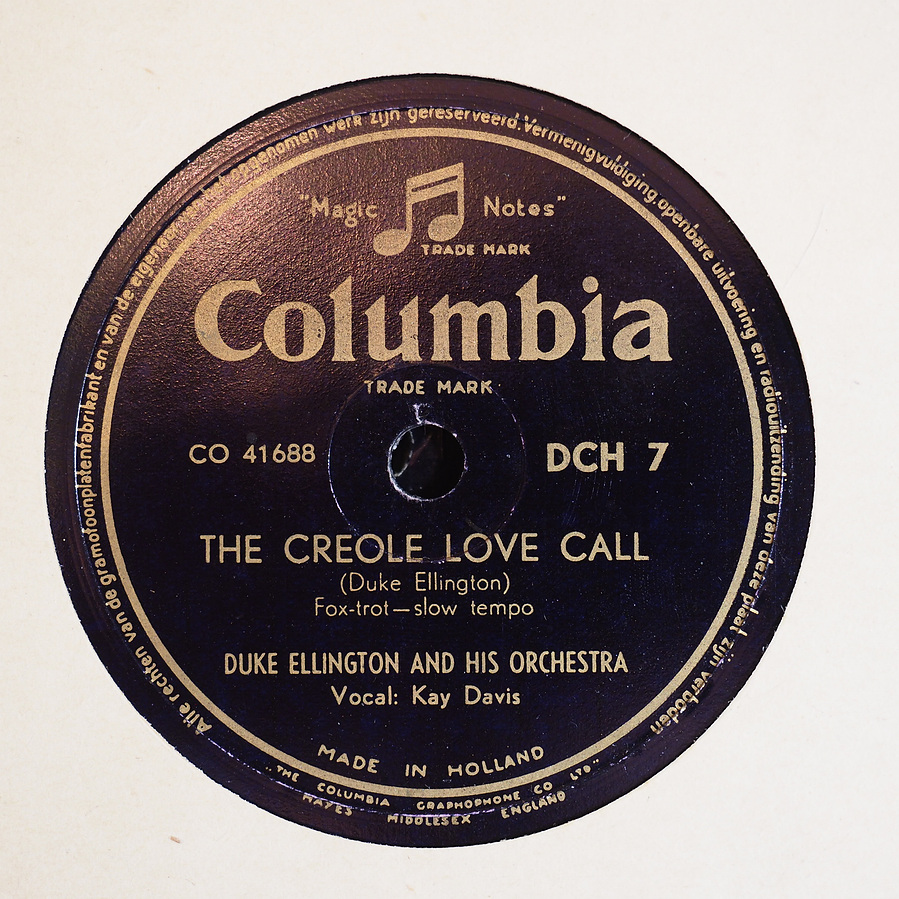 Alle rechten van de gramofoonplatenfabrikant en van de eigenaar van het opgenomen werk zijn gereserveerd. Vermenigvuldiging, openbare uitvoering en radiouitzending van deze plaat zijn verboden
"Magic Notes"
TRADE MARK
Columbia
TRADE MARK
CO 41688 DCH 7
THE CREOLE LOVE CALL
(Duke Ellington)
Fox-trot—slow tempo
DUKE ELLINGTON AND HIS ORCHESTRA
Vocal: Kay Davis
MADE IN HOLLAND
"THE COLUMBIA GRAPHOPHONE CO LTD"
HAYES MIDDLESEX ENGLAND